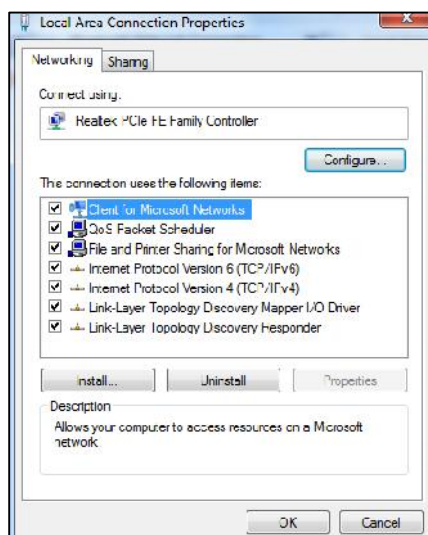 Local Area Connection Properties
X
Networking Sharing
Connect using:
Realtek PCIe FE Family Controller
Configure...
This connection uses the following items:
Client for Microsoft Networks
QoS Packet Scheduler
File and Printer Sharing for Microsoft Networks
Internet Protocol Version 6 (TCP/IPv6)
Internet Protocol Version 4 (TCP/IPv4)
Link-Layer Topology Discovery Mapper I/O Driver
Link-Layer Topology Discovery Responder
Install... Uninstall Properties
Description
Allows your computer to access resources on a Microsoft
network.
OK Cancel